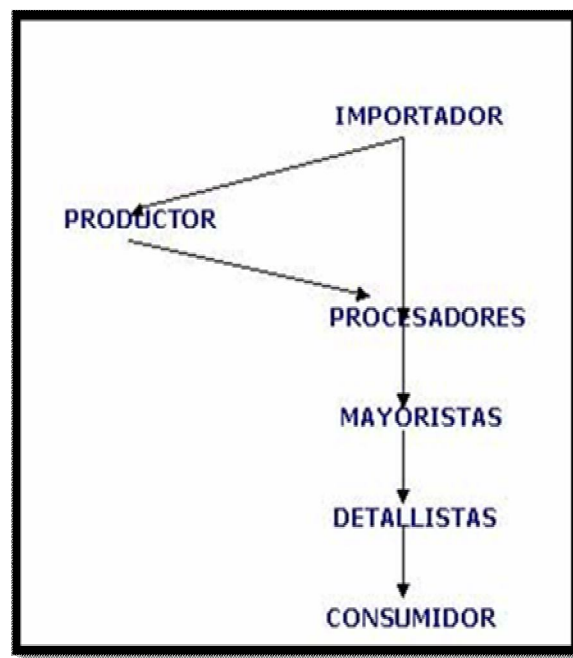 IMPORTADOR
PRODUCTOR
PROCESADORES
MAYORISTAS
DETALLISTAS
CONSUMIDOR